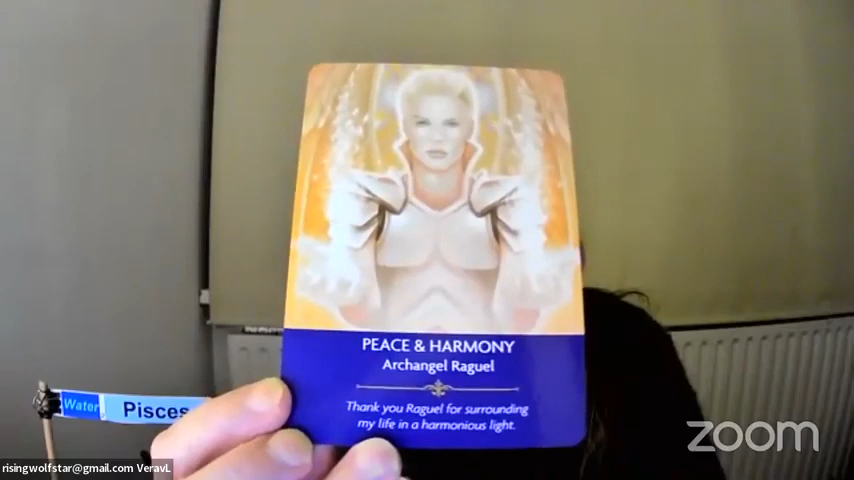 PEACE & HARMONY
Archangel Raguel
Thank you Raguel for surrounding
my life in a harmonious light.
Water Pisces
zoom
risingwolfstar@gmail.com VeravL